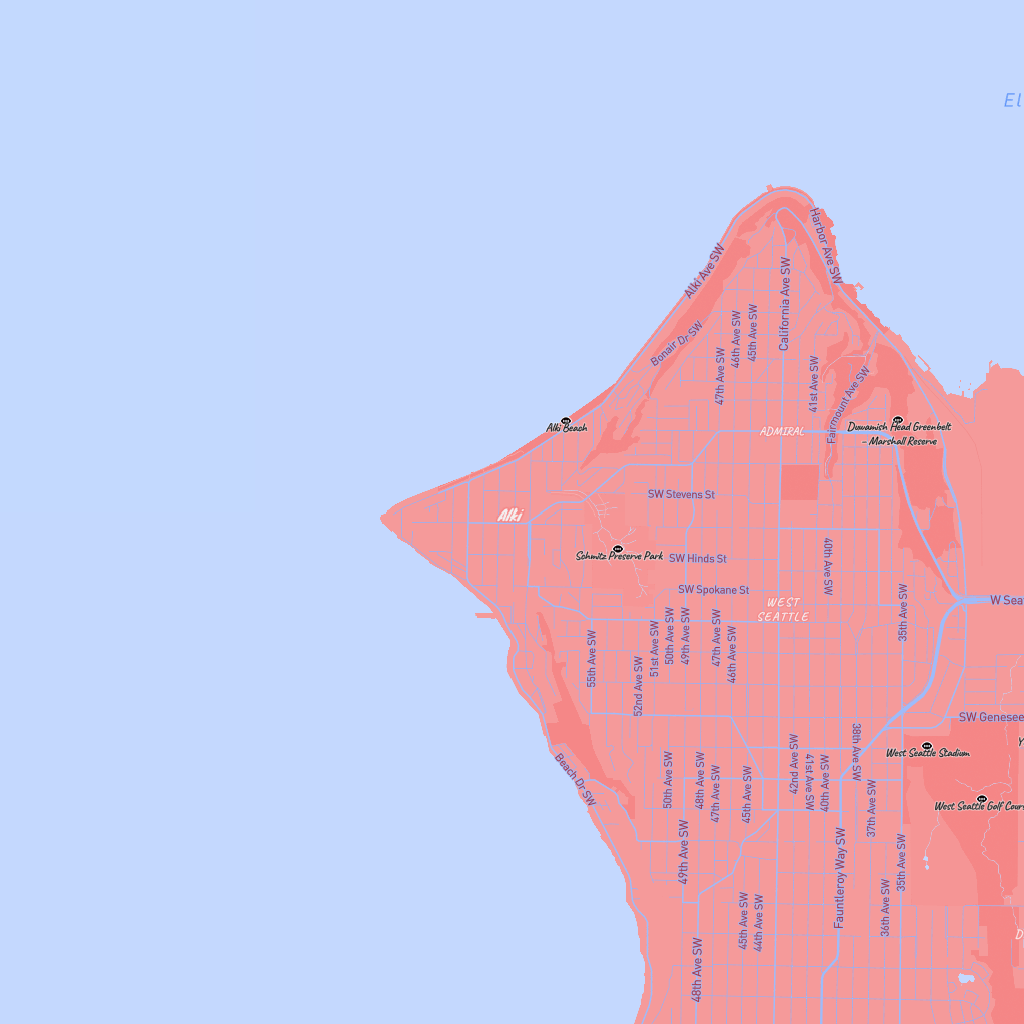 El
Harbor Ave SW
Alki Ave SW
California Ave SW
Bonair Dr SW
45th Ave SW
46th Ave SW
47th Ave SW
41st Ave SW
Fairmount Ave SW
Alki Beach
Duwamish Head Greenbelt
- Marshall Reserve
ADMIRAL
SW Stevens St
Alki
Schmitz Preserve Park
SW Hinds St
40th Ave SW
SW Spokane St
WEST
SEATTLE
W Sea
35th Ave SW
55th Ave SW
52nd Ave SW
51st Ave SW
50th Ave SW
49th Ave SW
47th Ave SW
46th Ave SW
SW Genesee
38th Ave SW
West Seattle Stadium
Y
Beach Dr SW
50th Ave SW
48th Ave SW
47th Ave SW
45th Ave SW
42nd Ave SW
41st Ave SW
40th Ave SW
37th Ave SW
West Seattle Golf Cours
49th Ave SW
Fauntleroy Way SW
35th Ave SW
36th Ave SW
45th Ave SW
44th Ave SW
48th Ave SW
D